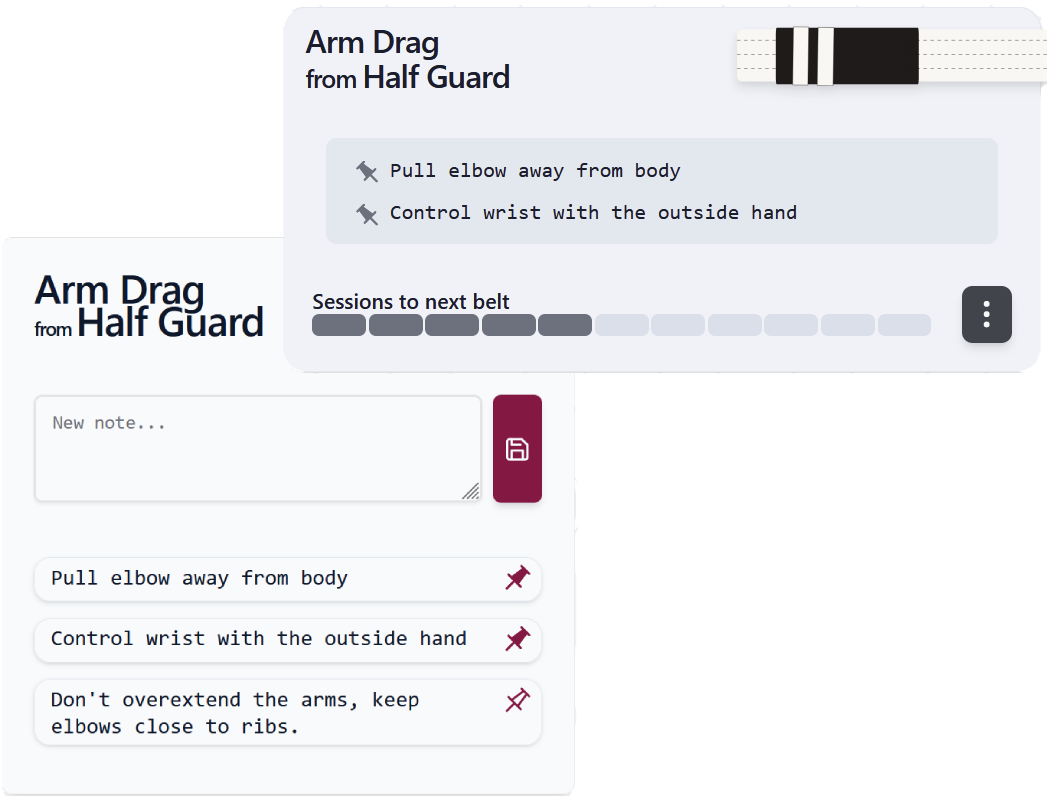 Arm Drag
from Half Guard
Pull elbow away from body
Control wrist with the outside hand
Sessions to next belt
Arm Drag
from Half Guard
New note...
Pull elbow away from body
Control wrist with the outside hand
Don't overextend the arms, keep
elbows close to ribs.